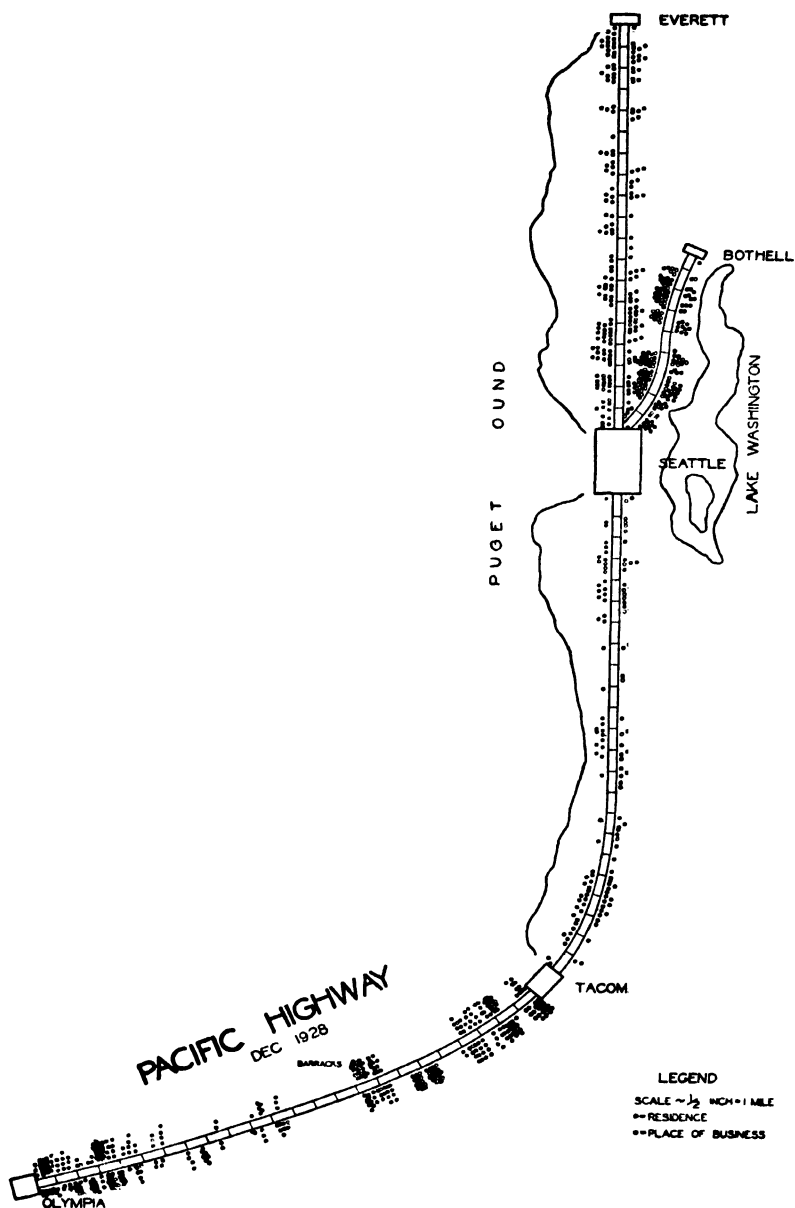 EVERETT
BOTHELL
PUGET OUND
LAKE WASHINGTON
SEATTLE
TACOM
PACIFIC HIGHWAY
DEC 1928
BARRACKS
OLYMPIA
LEGEND
SCALE ~ 1/2 INCH = 1 MILE
RESIDENCE
PLACE OF BUSINESS